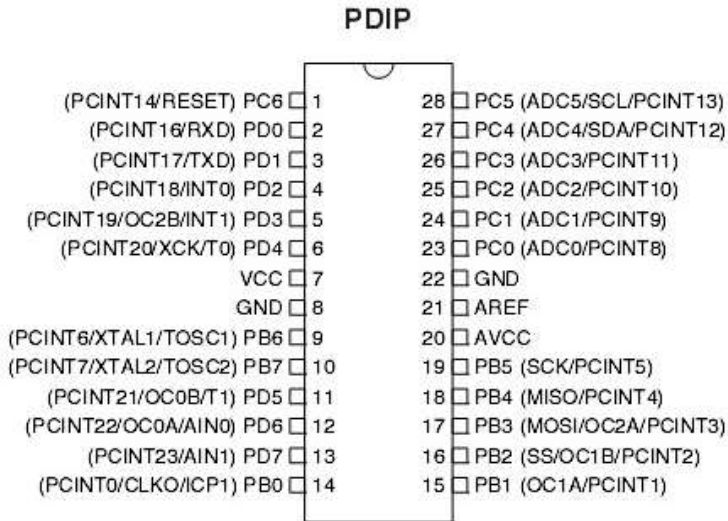 PDIP
(PCINT14/RESET) PC6 1 28 PC5 (ADC5/SCL/PCINT13)
(PCINT16/RXD) PD0 2 27 PC4 (ADC4/SDA/PCINT12)
(PCINT17/TXD) PD1 3 26 PC3 (ADC3/PCINT11)
(PCINT18/INT0) PD2 4 25 PC2 (ADC2/PCINT10)
(PCINT19/OC2B/INT1) PD3 5 24 PC1 (ADC1/PCINT9)
(PCINT20/XCK/T0) PD4 6 23 PC0 (ADC0/PCINT8)
VCC 7 22 GND
GND 8 21 AREF
(PCINT6/XTAL1/TOSC1) PB6 9 20 AVCC
(PCINT7/XTAL2/TOSC2) PB7 10 19 PB5 (SCK/PCINT5)
(PCINT21/OC0B/T1) PD5 11 18 PB4 (MISO/PCINT4)
(PCINT22/OC0A/AIN0) PD6 12 17 PB3 (MOSI/OC2A/PCINT3)
(PCINT23/AIN1) PD7 13 16 PB2 (SS/OC1B/PCINT2)
(PCINT0/CLKO/ICP1) PB0 14 15 PB1 (OC1A/PCINT1)